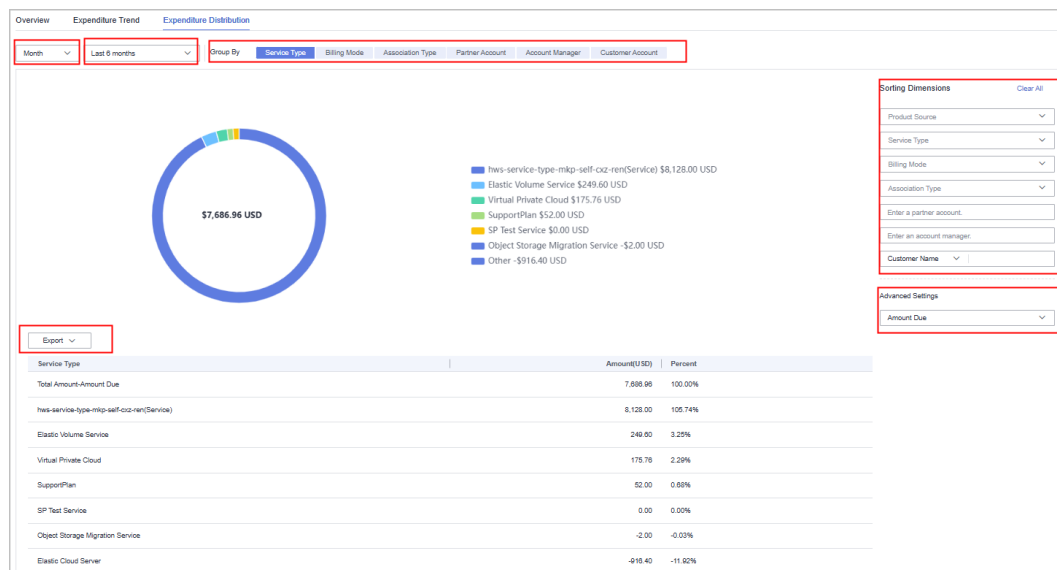 Overview Expenditure Trend Expenditure Distribution
Month Last 6 months Group By Service Type Billing Mode Association Type Partner Account Account Manager Customer Account
Sorting Dimensions Clear All
Product Source
Service Type
Billing Mode
Association Type
Enter a partner account.
Enter an account manager.
Customer Name
Advanced Settings
Amount Due
$7,686.96 USD
hws-service-type-mkp-self-cxz-ren(Service) $8,128.00 USD
Elastic Volume Service $249.60 USD
Virtual Private Cloud $175.76 USD
SupportPlan $52.00 USD
SP Test Service $0.00 USD
Object Storage Migration Service -$2.00 USD
Other -$916.40 USD
Export
Service Type Amount(USD) Percent
Total Amount-Amount Due 7,686.96 100.00%
hws-service-type-mkp-self-cxz-ren(Service) 8,128.00 105.74%
Elastic Volume Service 249.60 3.25%
Virtual Private Cloud 175.76 2.29%
SupportPlan 52.00 0.68%
SP Test Service 0.00 0.00%
Object Storage Migration Service -2.00 -0.03%
Elastic Cloud Server -916.40 -11.92%